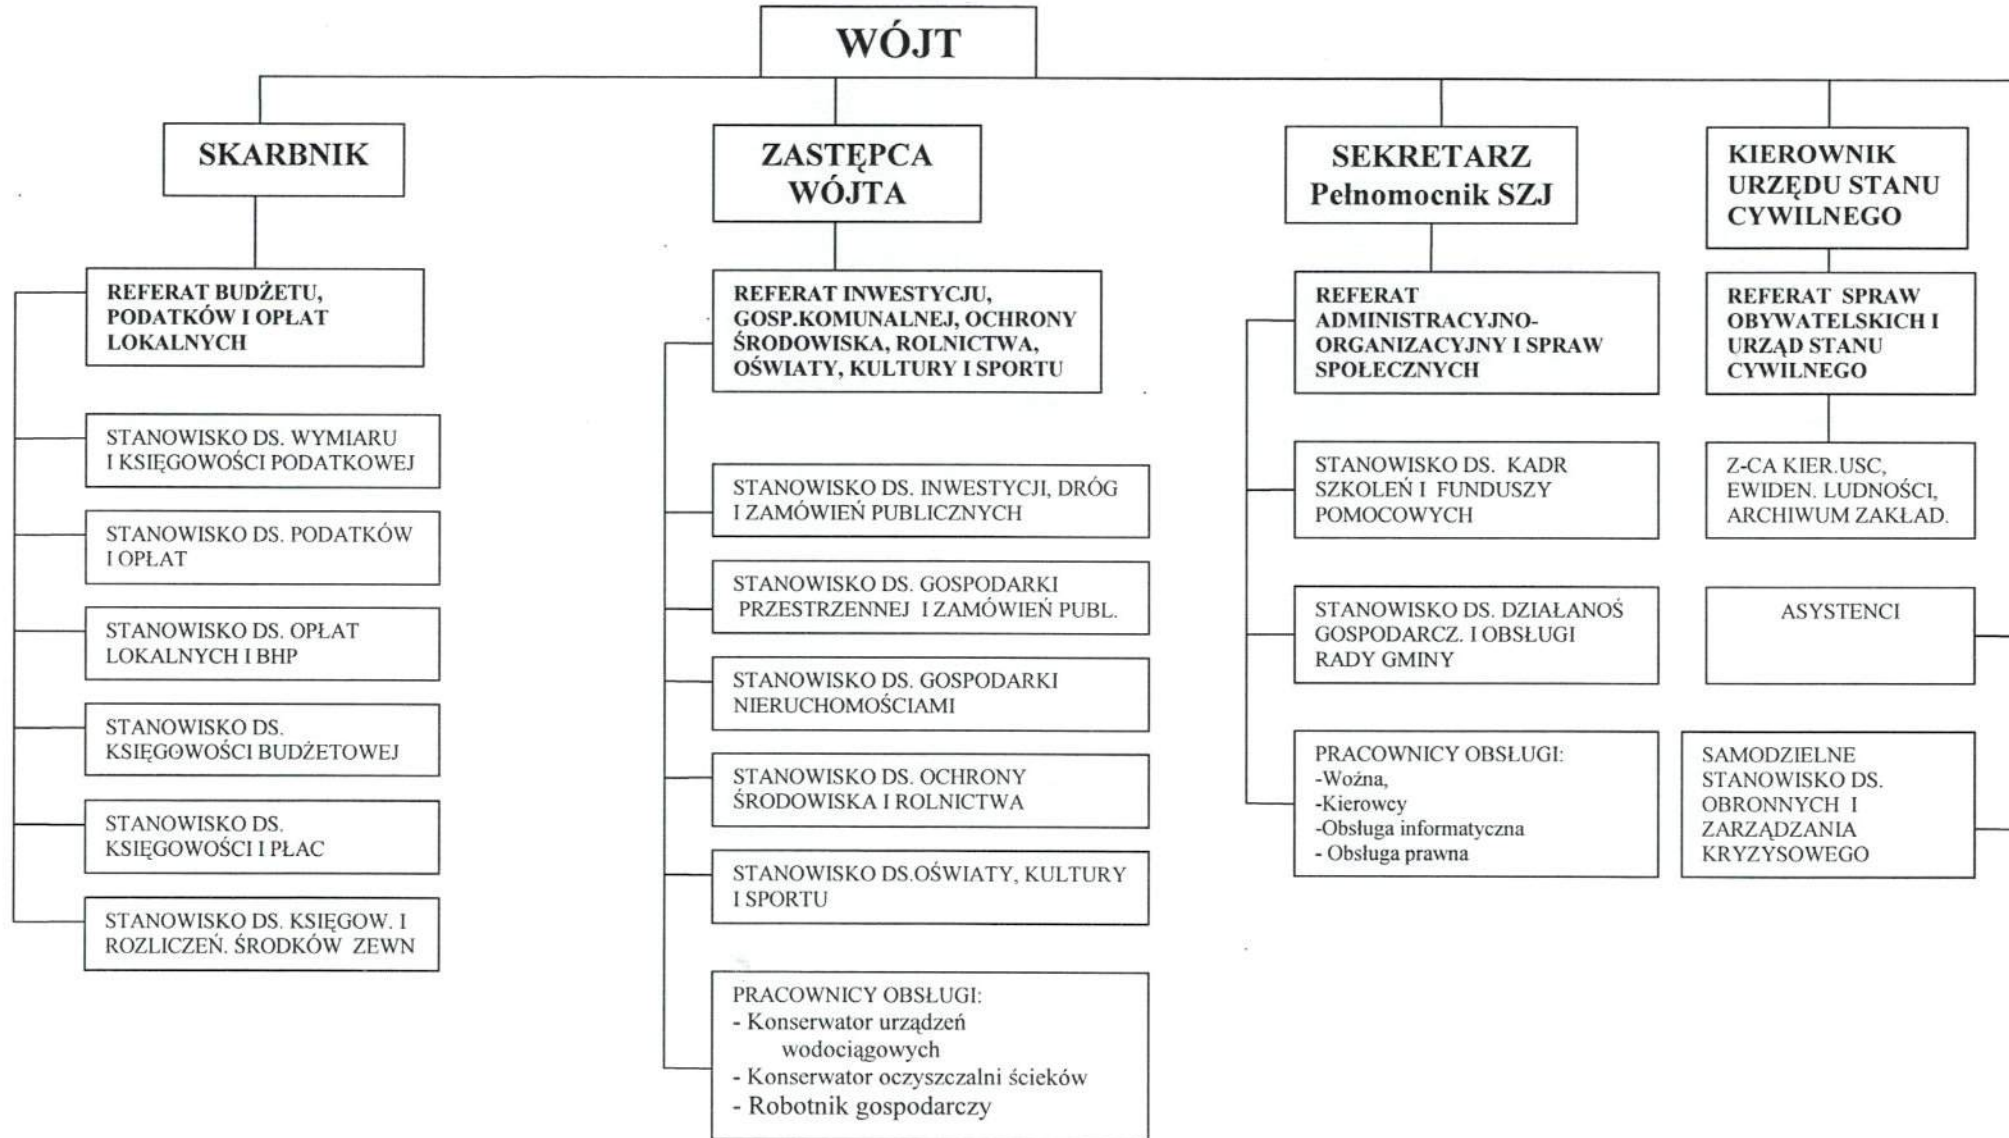 WÓJT
SKARBNIK
ZASTĘPCA
WÓJTA
SEKRETARZ
Pełnomocnik SZJ
KIEROWNIK
URZĘDU STANU
CYWILNEGO
REFERAT BUDŻETU,
PODATKÓW I OPŁAT
LOKALNYCH
STANOWISKO DS. WYMIARU
I KSIĘGOWOŚCI PODATKOWEJ
STANOWISKO DS. PODATKÓW
I OPŁAT
STANOWISKO DS. OPŁAT
LOKALNYCH I BHP
STANOWISKO DS.
KSIĘGOWOŚCI BUDŻETOWEJ
STANOWISKO DS.
KSIĘGOWOŚCI I PŁAC
STANOWISKO DS. KSIĘGOW. I
ROZLICZEŃ. ŚRODKÓW ZEWN
REFERAT INWESTYCJU,
GOSP.KOMUNALNEJ, OCHRONY
ŚRODOWISKA, ROLNICTWA,
OŚWIATY, KULTURY I SPORTU
STANOWISKO DS. INWESTYCJI, DRÓG
I ZAMÓWIEŃ PUBLICZNYCH
STANOWISKO DS. GOSPODARKI
PRZESTRZENNEJ I ZAMÓWIEŃ PUBL.
STANOWISKO DS. GOSPODARKI
NIERUCHOMOŚCIAMI
STANOWISKO DS. OCHRONY
ŚRODOWISKA I ROLNICTWA
STANOWISKO DS.OŚWIATY, KULTURY
I SPORTU
PRACOWNICY OBSŁUGI:
- Konserwator urządzeń
wodociągowych
- Konserwator oczyszczalni ścieków
- Robotnik gospodarczy
REFERAT
ADMINISTRACYJNO-
ORGANIZACYJNY I SPRAW
SPOŁECZNYCH
STANOWISKO DS. KADR
SZKOLEŃ I FUNDUSZY
POMOCOWYCH
STANOWISKO DS. DZIAŁANOŚ
GOSPODARCZ. I OBSŁUGI
RADY GMINY
PRACOWNICY OBSŁUGI:
-Woźna,
-Kierowcy
-Obsługa informatyczna
- Obsługa prawna
REFERAT SPRAW
OBYWATELSKICH I
URZĄD STANU
CYWILNEGO
Z-CA KIER.USC,
EWIDEN. LUDNOŚCI,
ARCHIWUM ZAKŁAD.
ASYSTENCI
SAMODZIELNE
STANOWISKO DS.
OBRONNYCH I
ZARZĄDZANIA
KRYZYSOWEGO